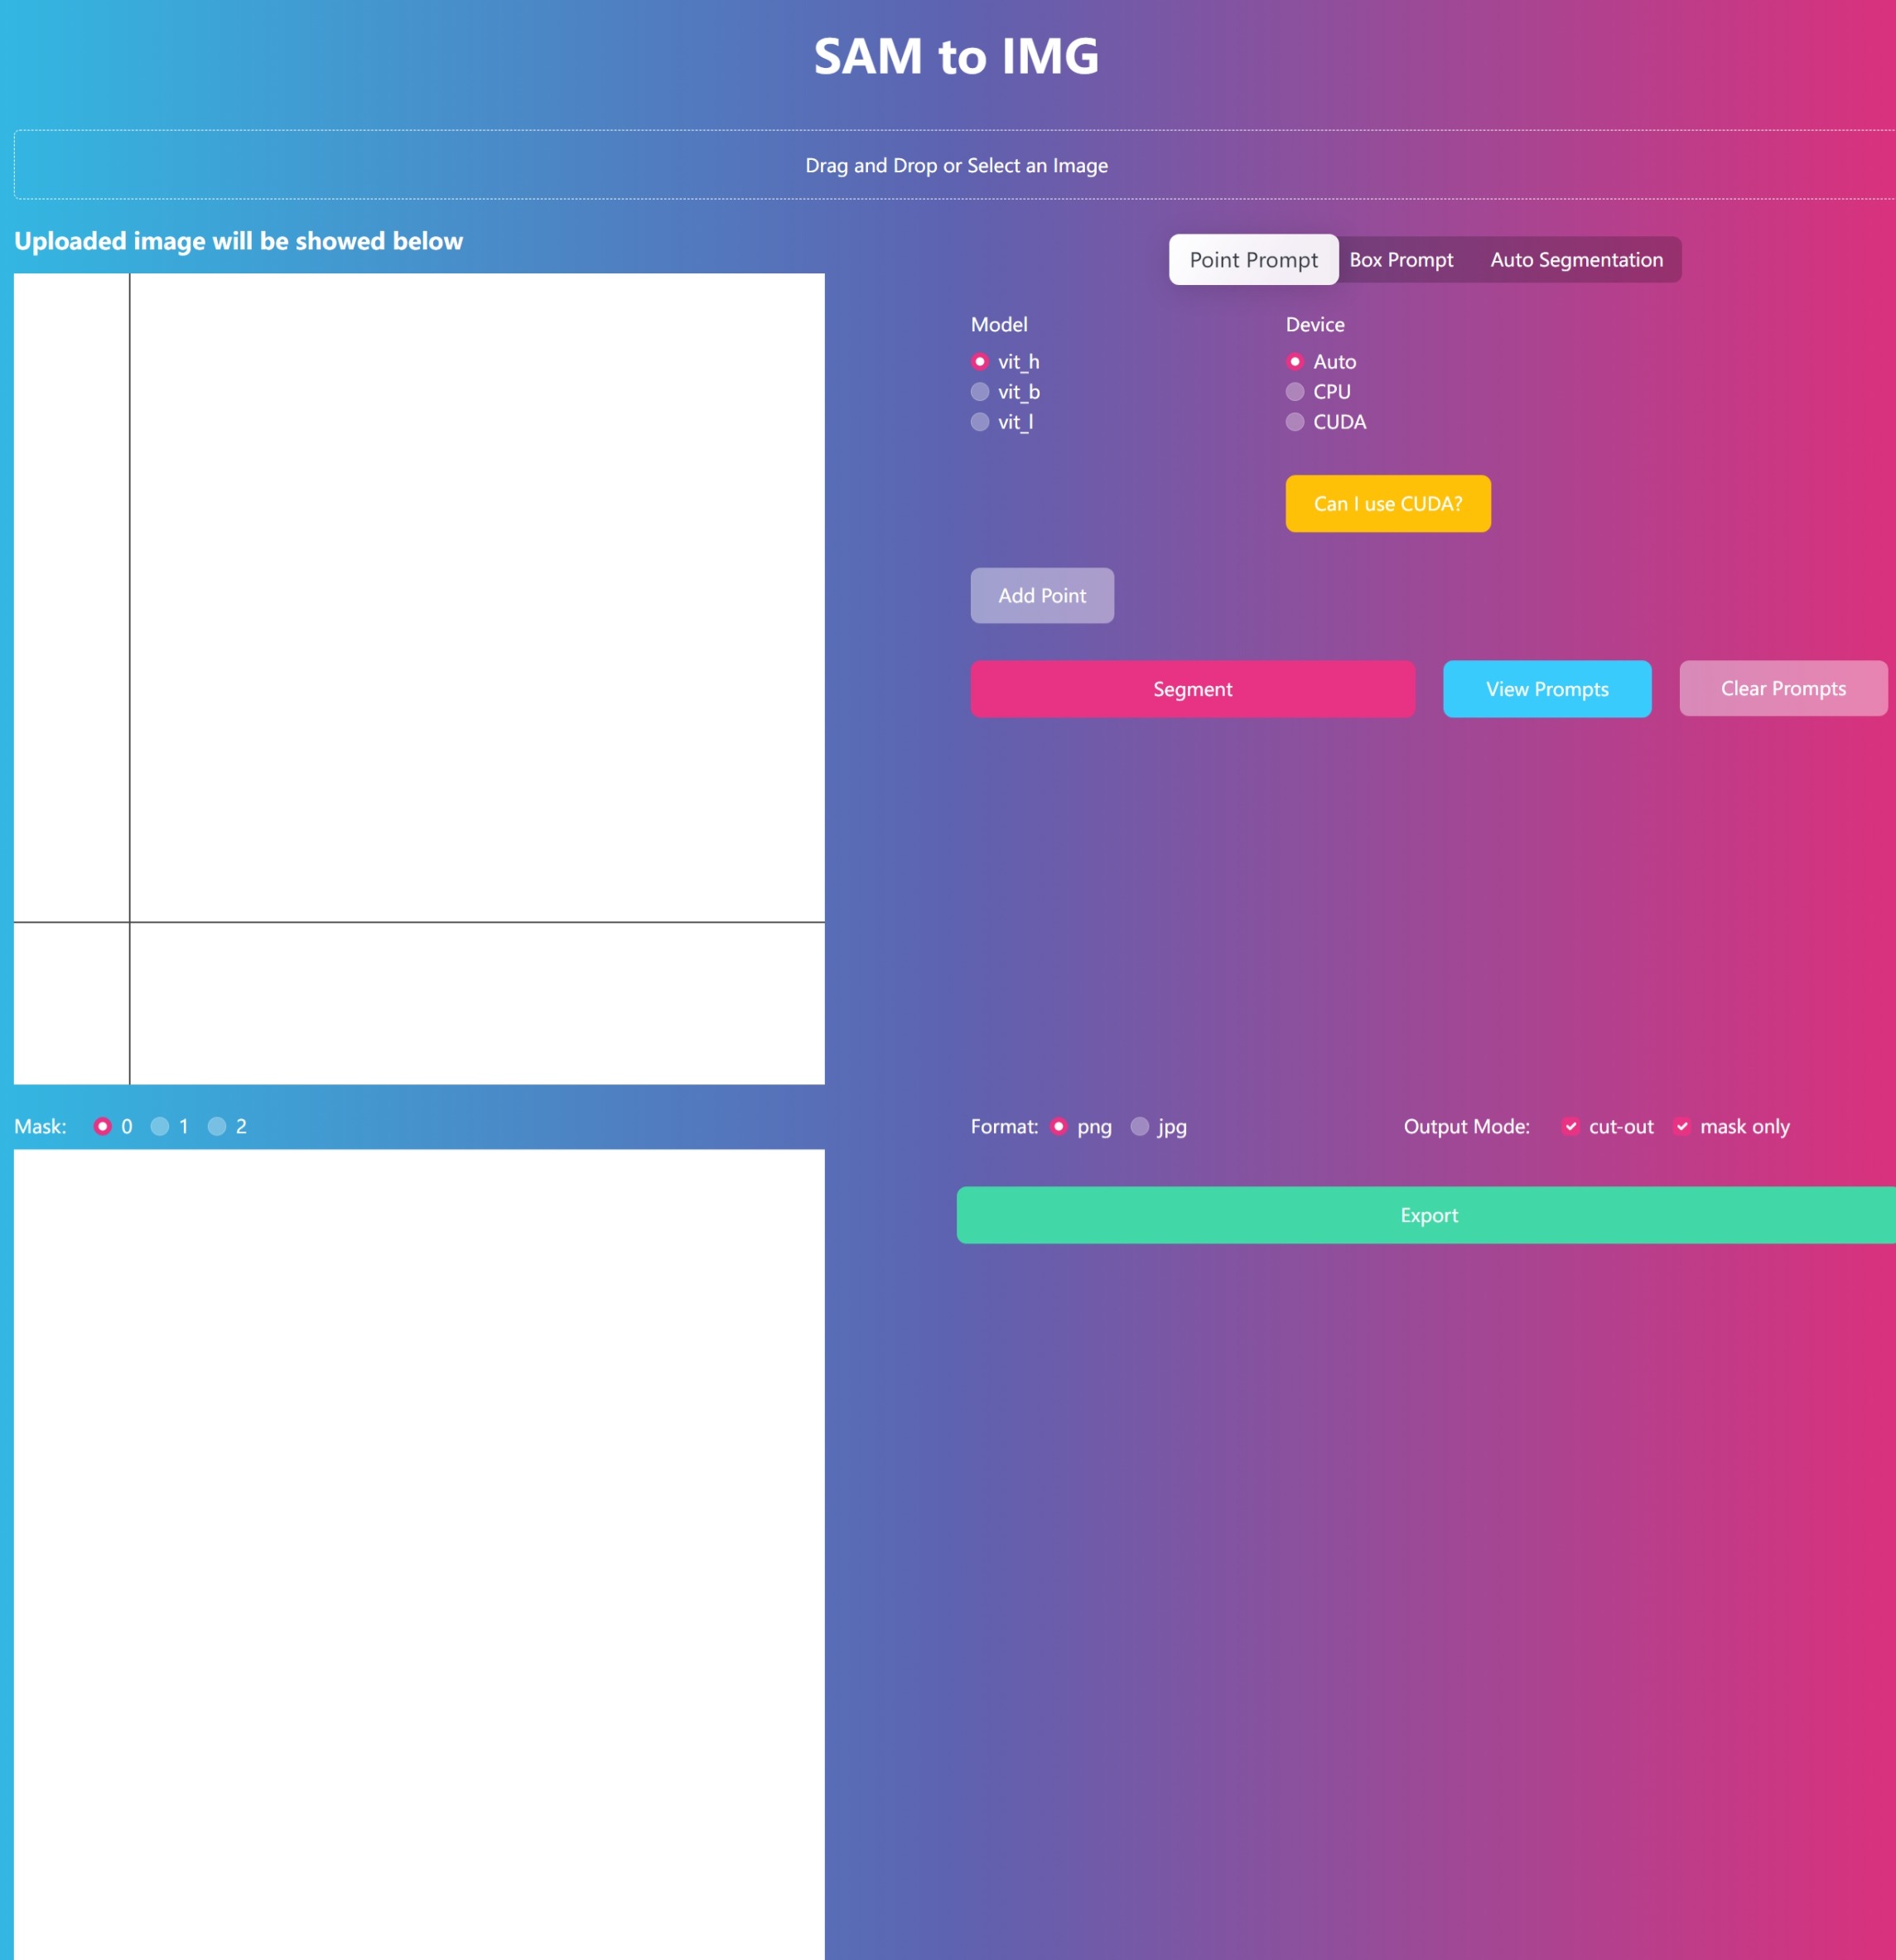 SAM to IMG
Drag and Drop or Select an Image
Uploaded image will be showed below
Point Prompt Box Prompt Auto Segmentation
Model Device
vit_h Auto
vit_b CPU
vit_l CUDA
Can I use CUDA?
Add Point
Segment View Prompts Clear Prompts
Mask: 0 1 2 Format: png jpg Output Mode: cut-out mask only
Export